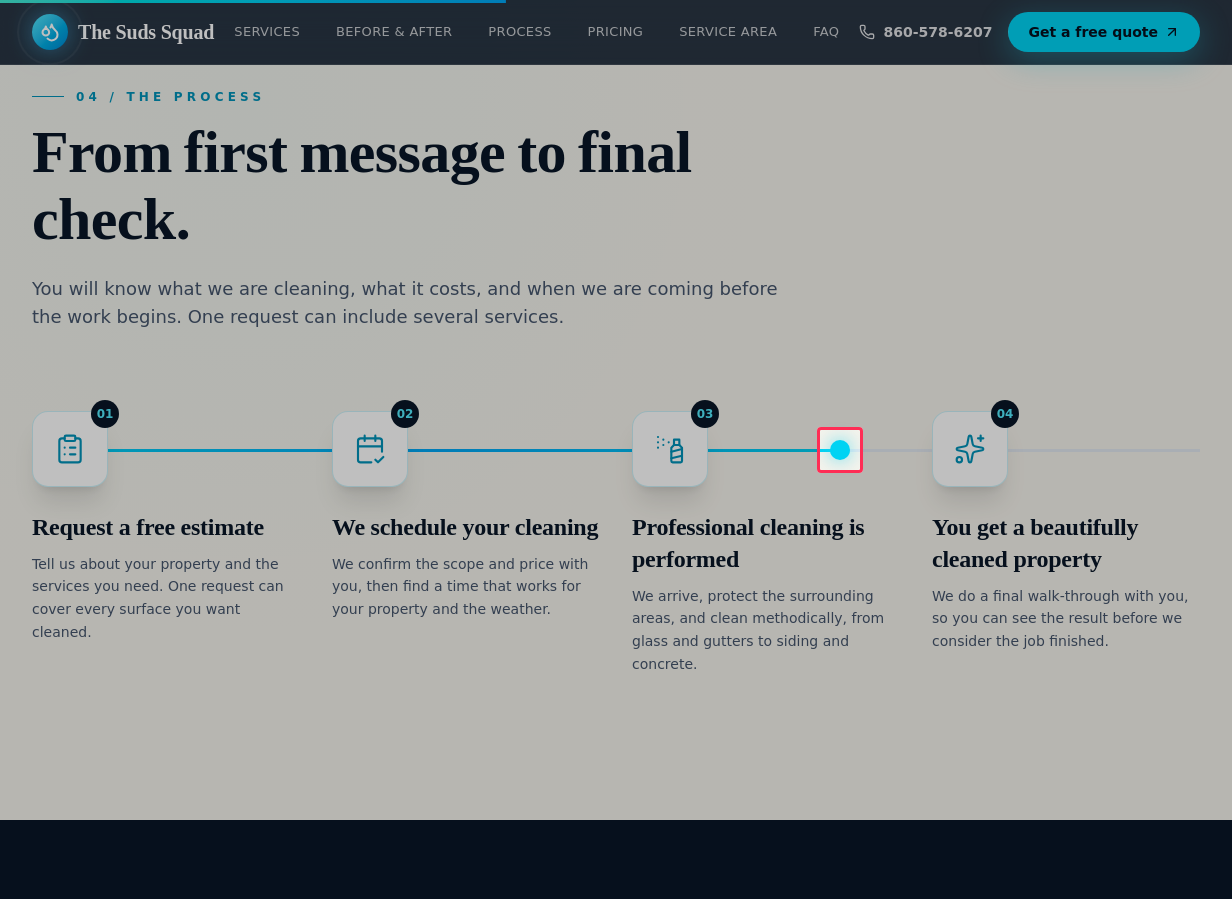 The Suds Squad
SERVICES
BEFORE & AFTER
PROCESS
PRICING
SERVICE AREA
FAQ
860-578-6207
Get a free quote
04 / THE PROCESS
From first message to final
check.
You will know what we are cleaning, what it costs, and when we are coming before
the work begins. One request can include several services.
01
02
03
04
Request a free estimate
Tell us about your property and the
services you need. One request can
cover every surface you want
cleaned.
We schedule your cleaning
We confirm the scope and price with
you, then find a time that works for
your property and the weather.
Professional cleaning is
performed
We arrive, protect the surrounding
areas, and clean methodically, from
glass and gutters to siding and
concrete.
You get a beautifully
cleaned property
We do a final walk-through with you,
so you can see the result before we
consider the job finished.